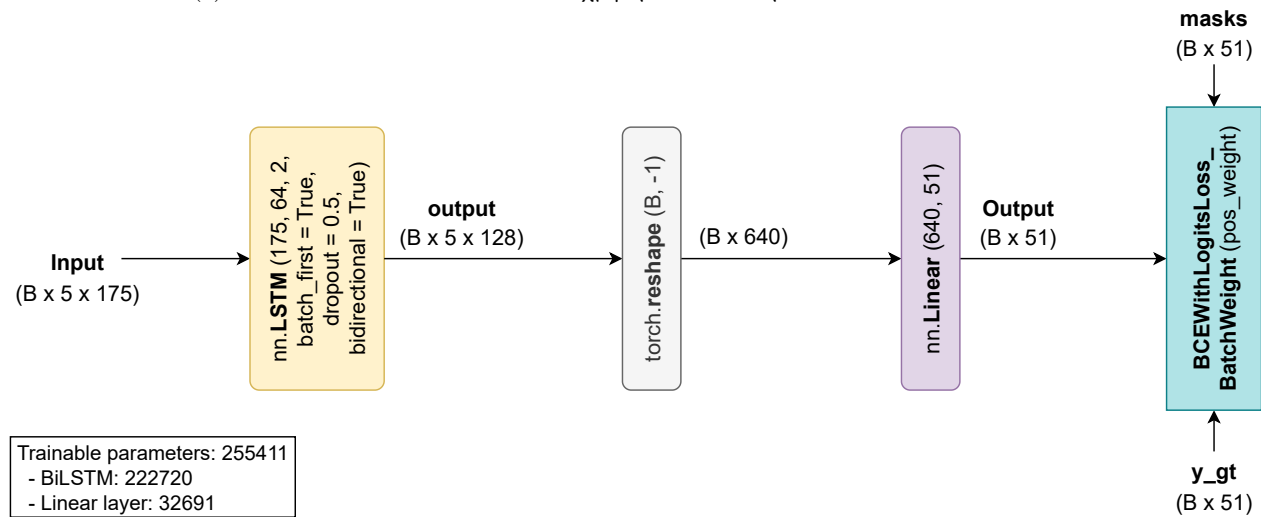 masks
(B x 51)
nn.LSTM (175, 64, 2,
batch_first = True,
dropout = 0.5,
bidirectional = True)
torch.reshape (B, -1)
nn.Linear (640, 51)
BCEWithLogitsLoss_
BatchWeight (pos_weight)
Input
(B x 5 x 175)
output
(B x 5 x 128)
(B x 640)
Output
(B x 51)
Trainable parameters: 255411
- BiLSTM: 222720
- Linear layer: 32691
y_gt
(B x 51)